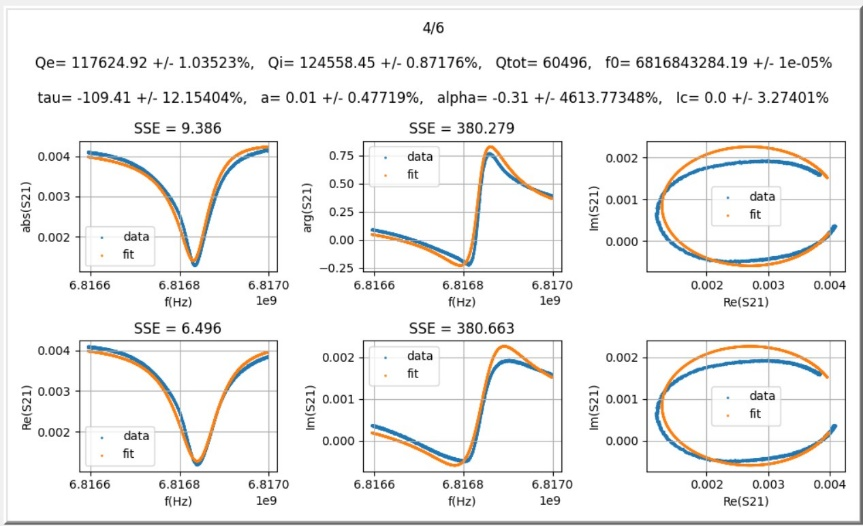 4/6
Qe= 117624.92 +/- 1.03523%, Qi= 124558.45 +/- 0.87176%, Qtot= 60496, f0= 6816843284.19 +/- 1e-05%
tau= -109.41 +/- 12.15404%, a= 0.01 +/- 0.47719%, alpha= -0.31 +/- 4613.77348%, Ic= 0.0 +/- 3.27401%
SSE = 9.386
abs(S21)
0.004
0.003
0.002
data
fit
6.8166 6.8168 6.8170
f(Hz)
1e9
SSE = 380.279
arg(S21)
0.75
0.50
0.25
0.00
−0.25
data
fit
6.8166 6.8168 6.8170
f(Hz)
1e9
Im(S21)
0.002
0.001
0.000
data
fit
0.002 0.003 0.004
Re(S21)
SSE = 6.496
Re(S21)
0.004
0.003
0.002
data
fit
6.8166 6.8168 6.8170
f(Hz)
1e9
SSE = 380.663
Im(S21)
0.002
0.001
0.000
data
fit
6.8166 6.8168 6.8170
f(Hz)
1e9
Im(S21)
0.002
0.001
0.000
data
fit
0.002 0.003 0.004
Re(S21)